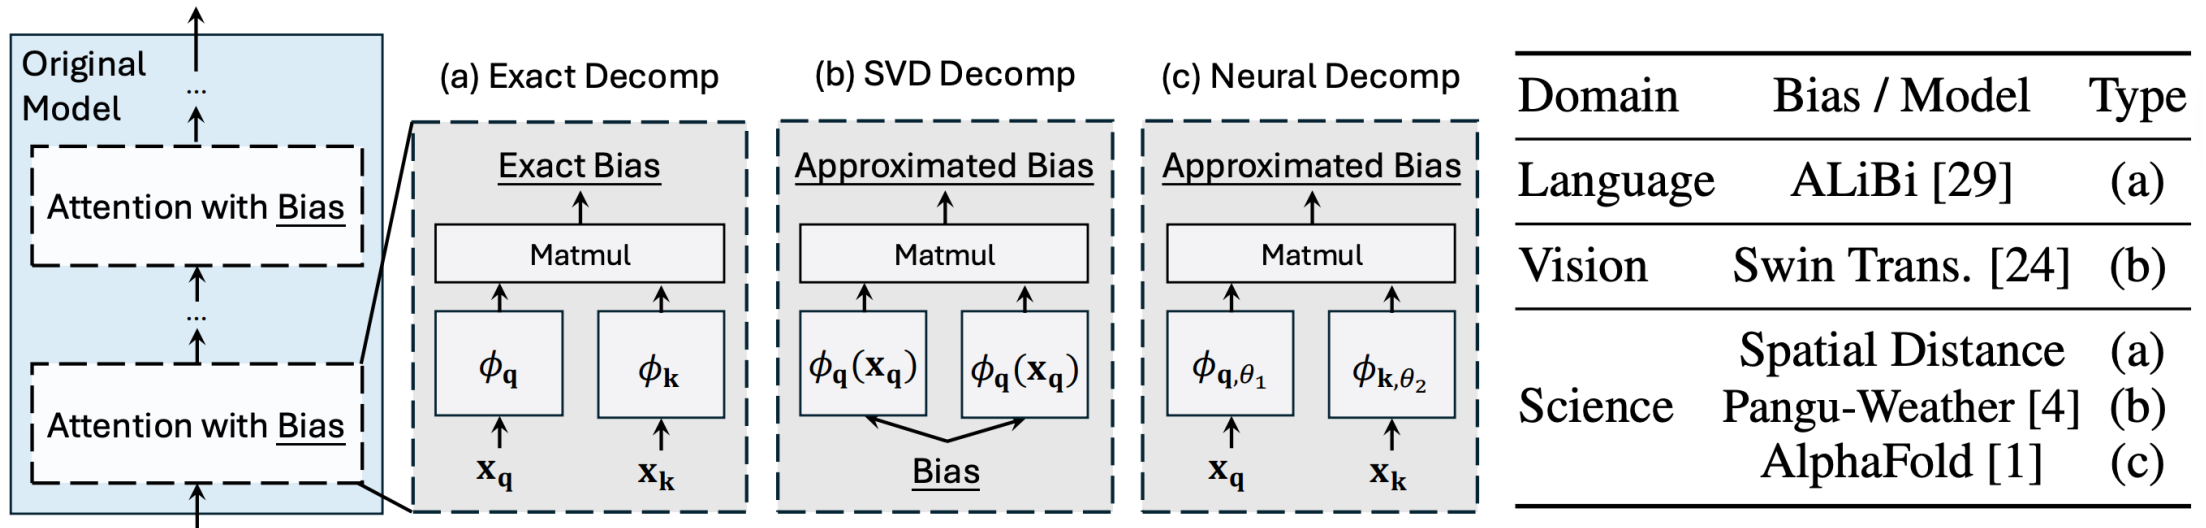 Original
Model
...
Attention with Bias
...
Attention with Bias
(a) Exact Decomp
Exact Bias
Matmul
ϕq ϕk
xq xk
(b) SVD Decomp
Approximated Bias
Matmul
ϕq(xq) ϕq(xq)
Bias
(c) Neural Decomp
Approximated Bias
Matmul
ϕq,θ1 ϕk,θ2
xq xk
Domain Bias / Model Type
Language ALiBi [29] (a)
Vision Swin Trans. [24] (b)
Spatial Distance (a)
Science Pangu-Weather [4] (b)
AlphaFold [1] (c)